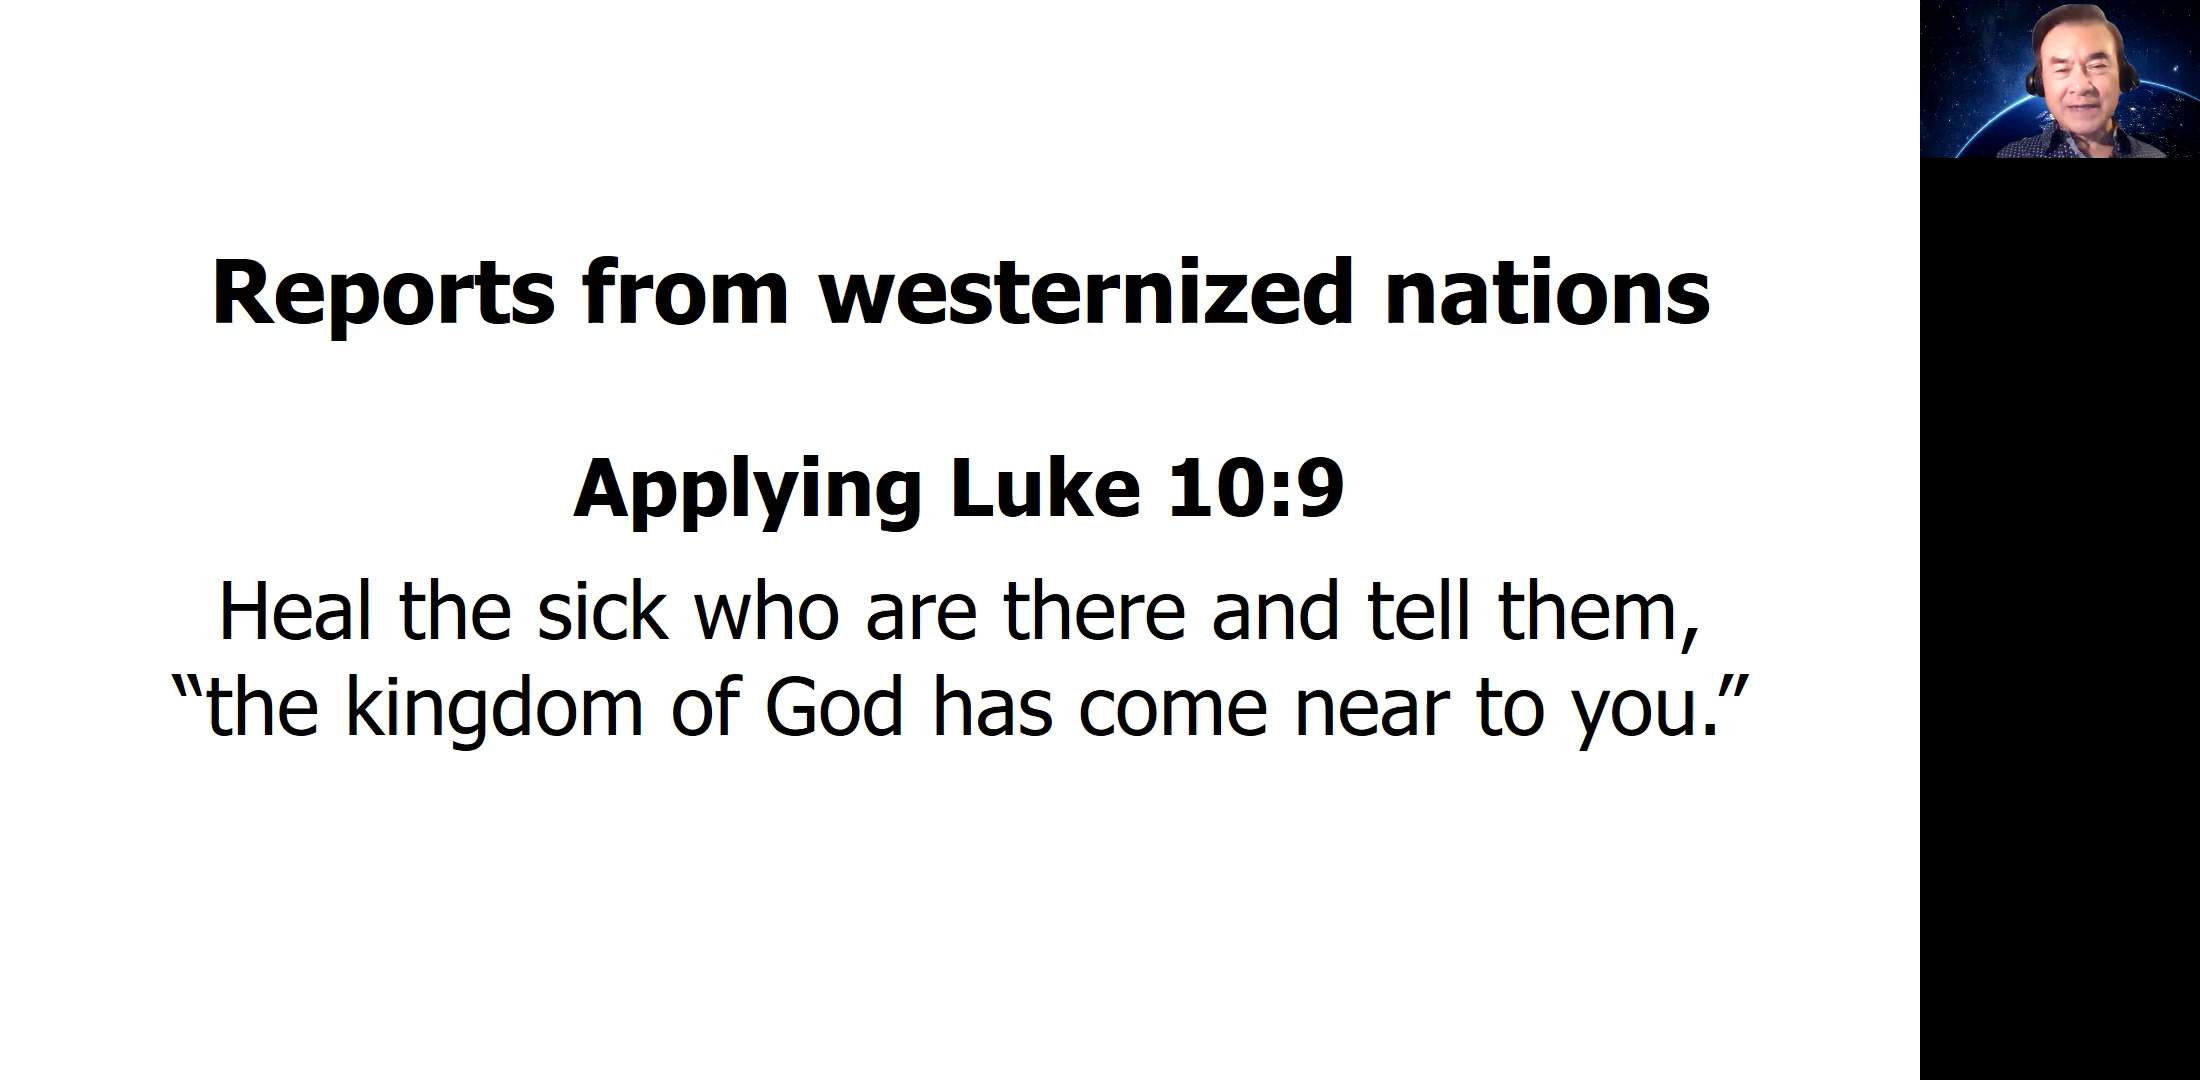 Reports from westernized nations
Applying Luke 10:9
Heal the sick who are there and tell them,
“the kingdom of God has come near to you.”